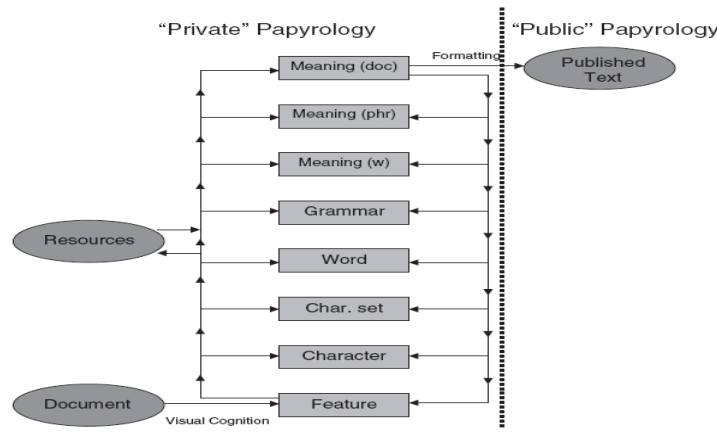 “Private” Papyrology
“Public” Papyrology
Formatting
Meaning (doc)
Published
Text
Meaning (phr)
Meaning (w)
Grammar
Resources
Word
Char. set
Character
Document
Feature
Visual Cognition